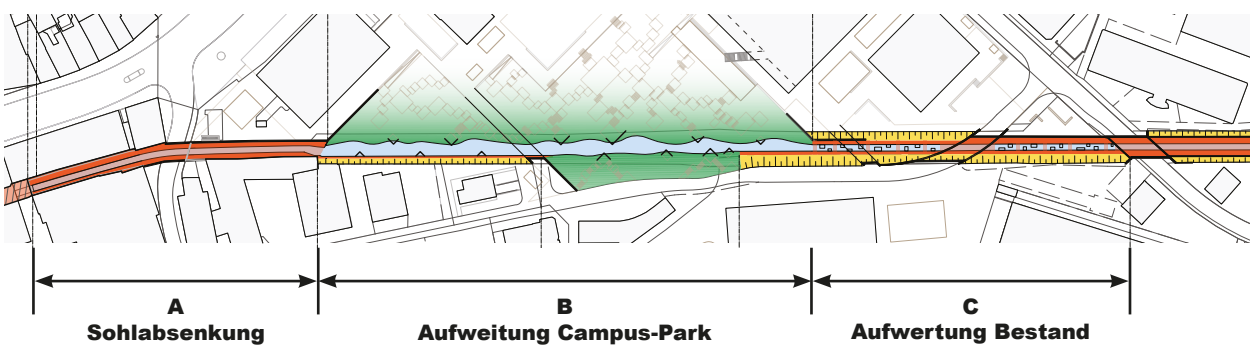 A
Sohlabsenkung
B
Aufweitung Campus-Park
C
Aufwertung Bestand